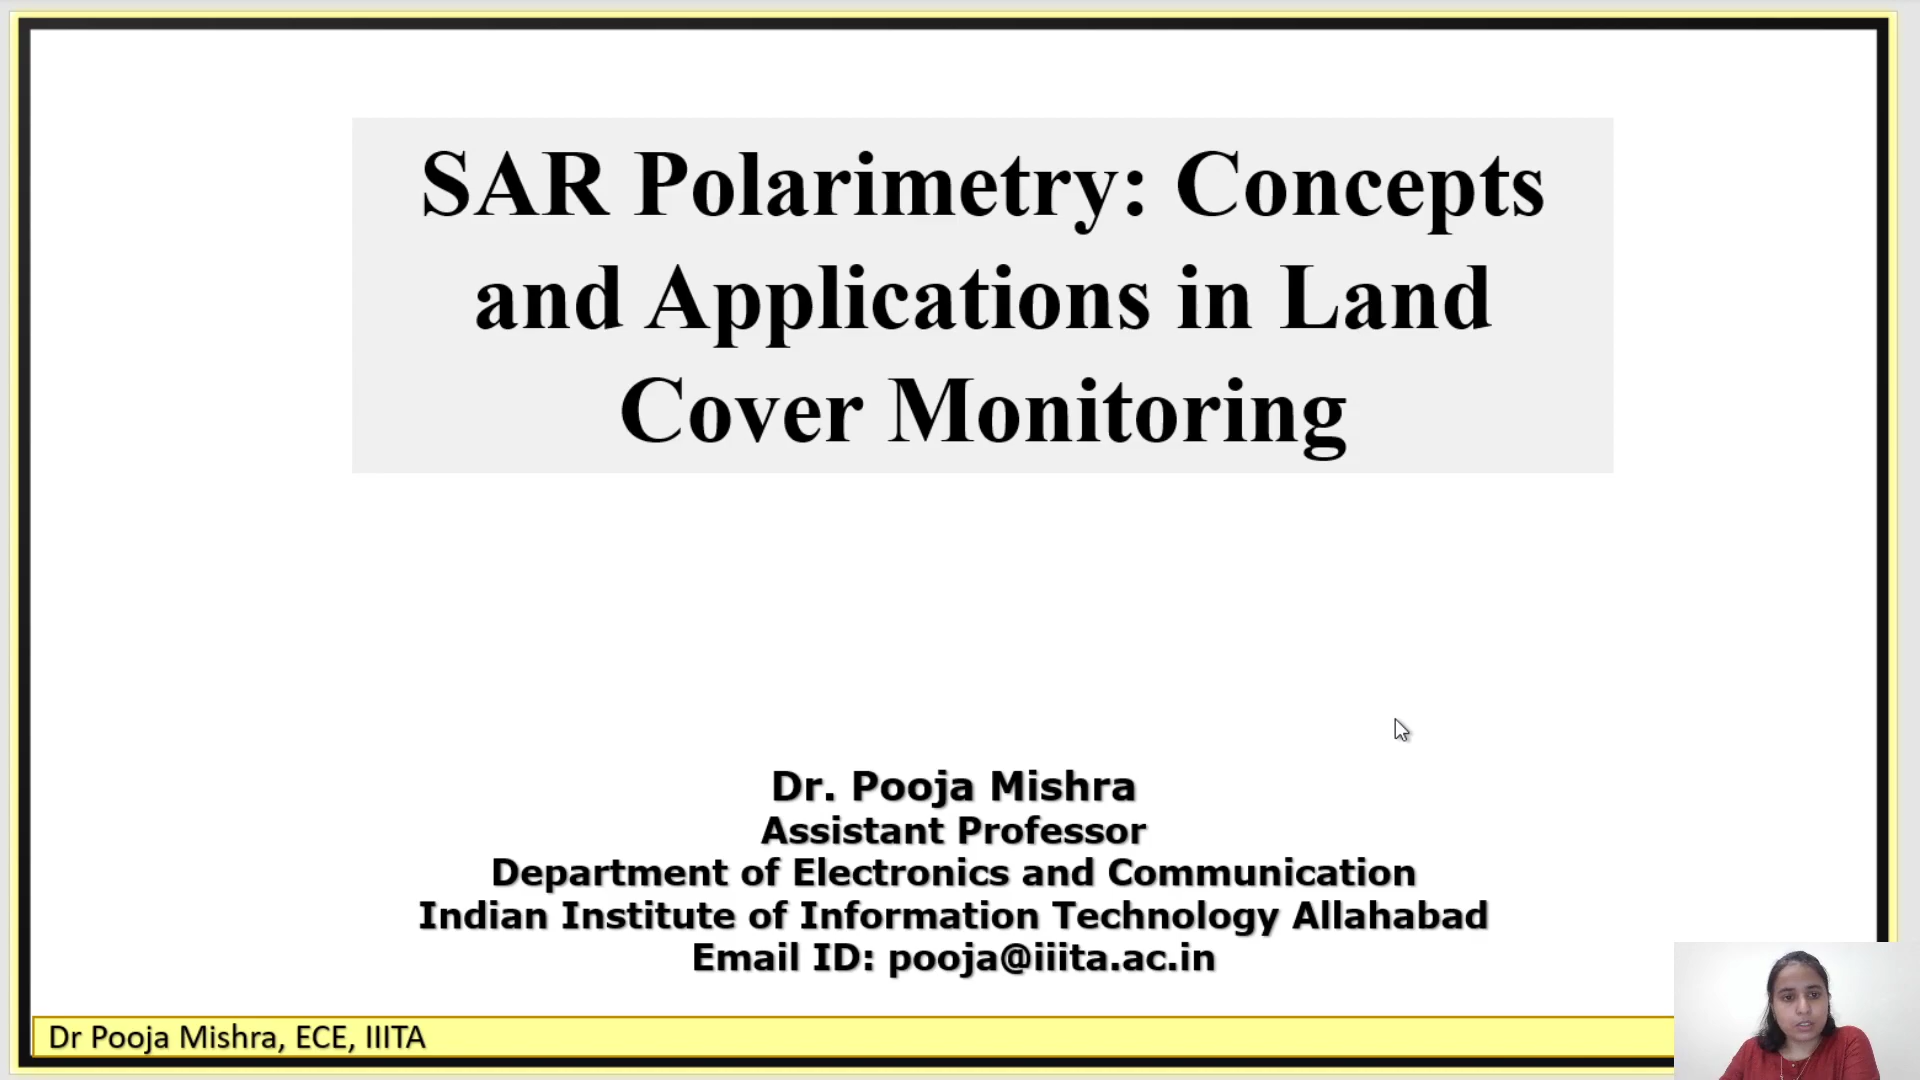 SAR Polarimetry: Concepts
and Applications in Land
Cover Monitoring
Dr. Pooja Mishra
Assistant Professor
Department of Electronics and Communication
Indian Institute of Information Technology Allahabad
Email ID: pooja@iiita.ac.in
Dr Pooja Mishra, ECE, IIITA